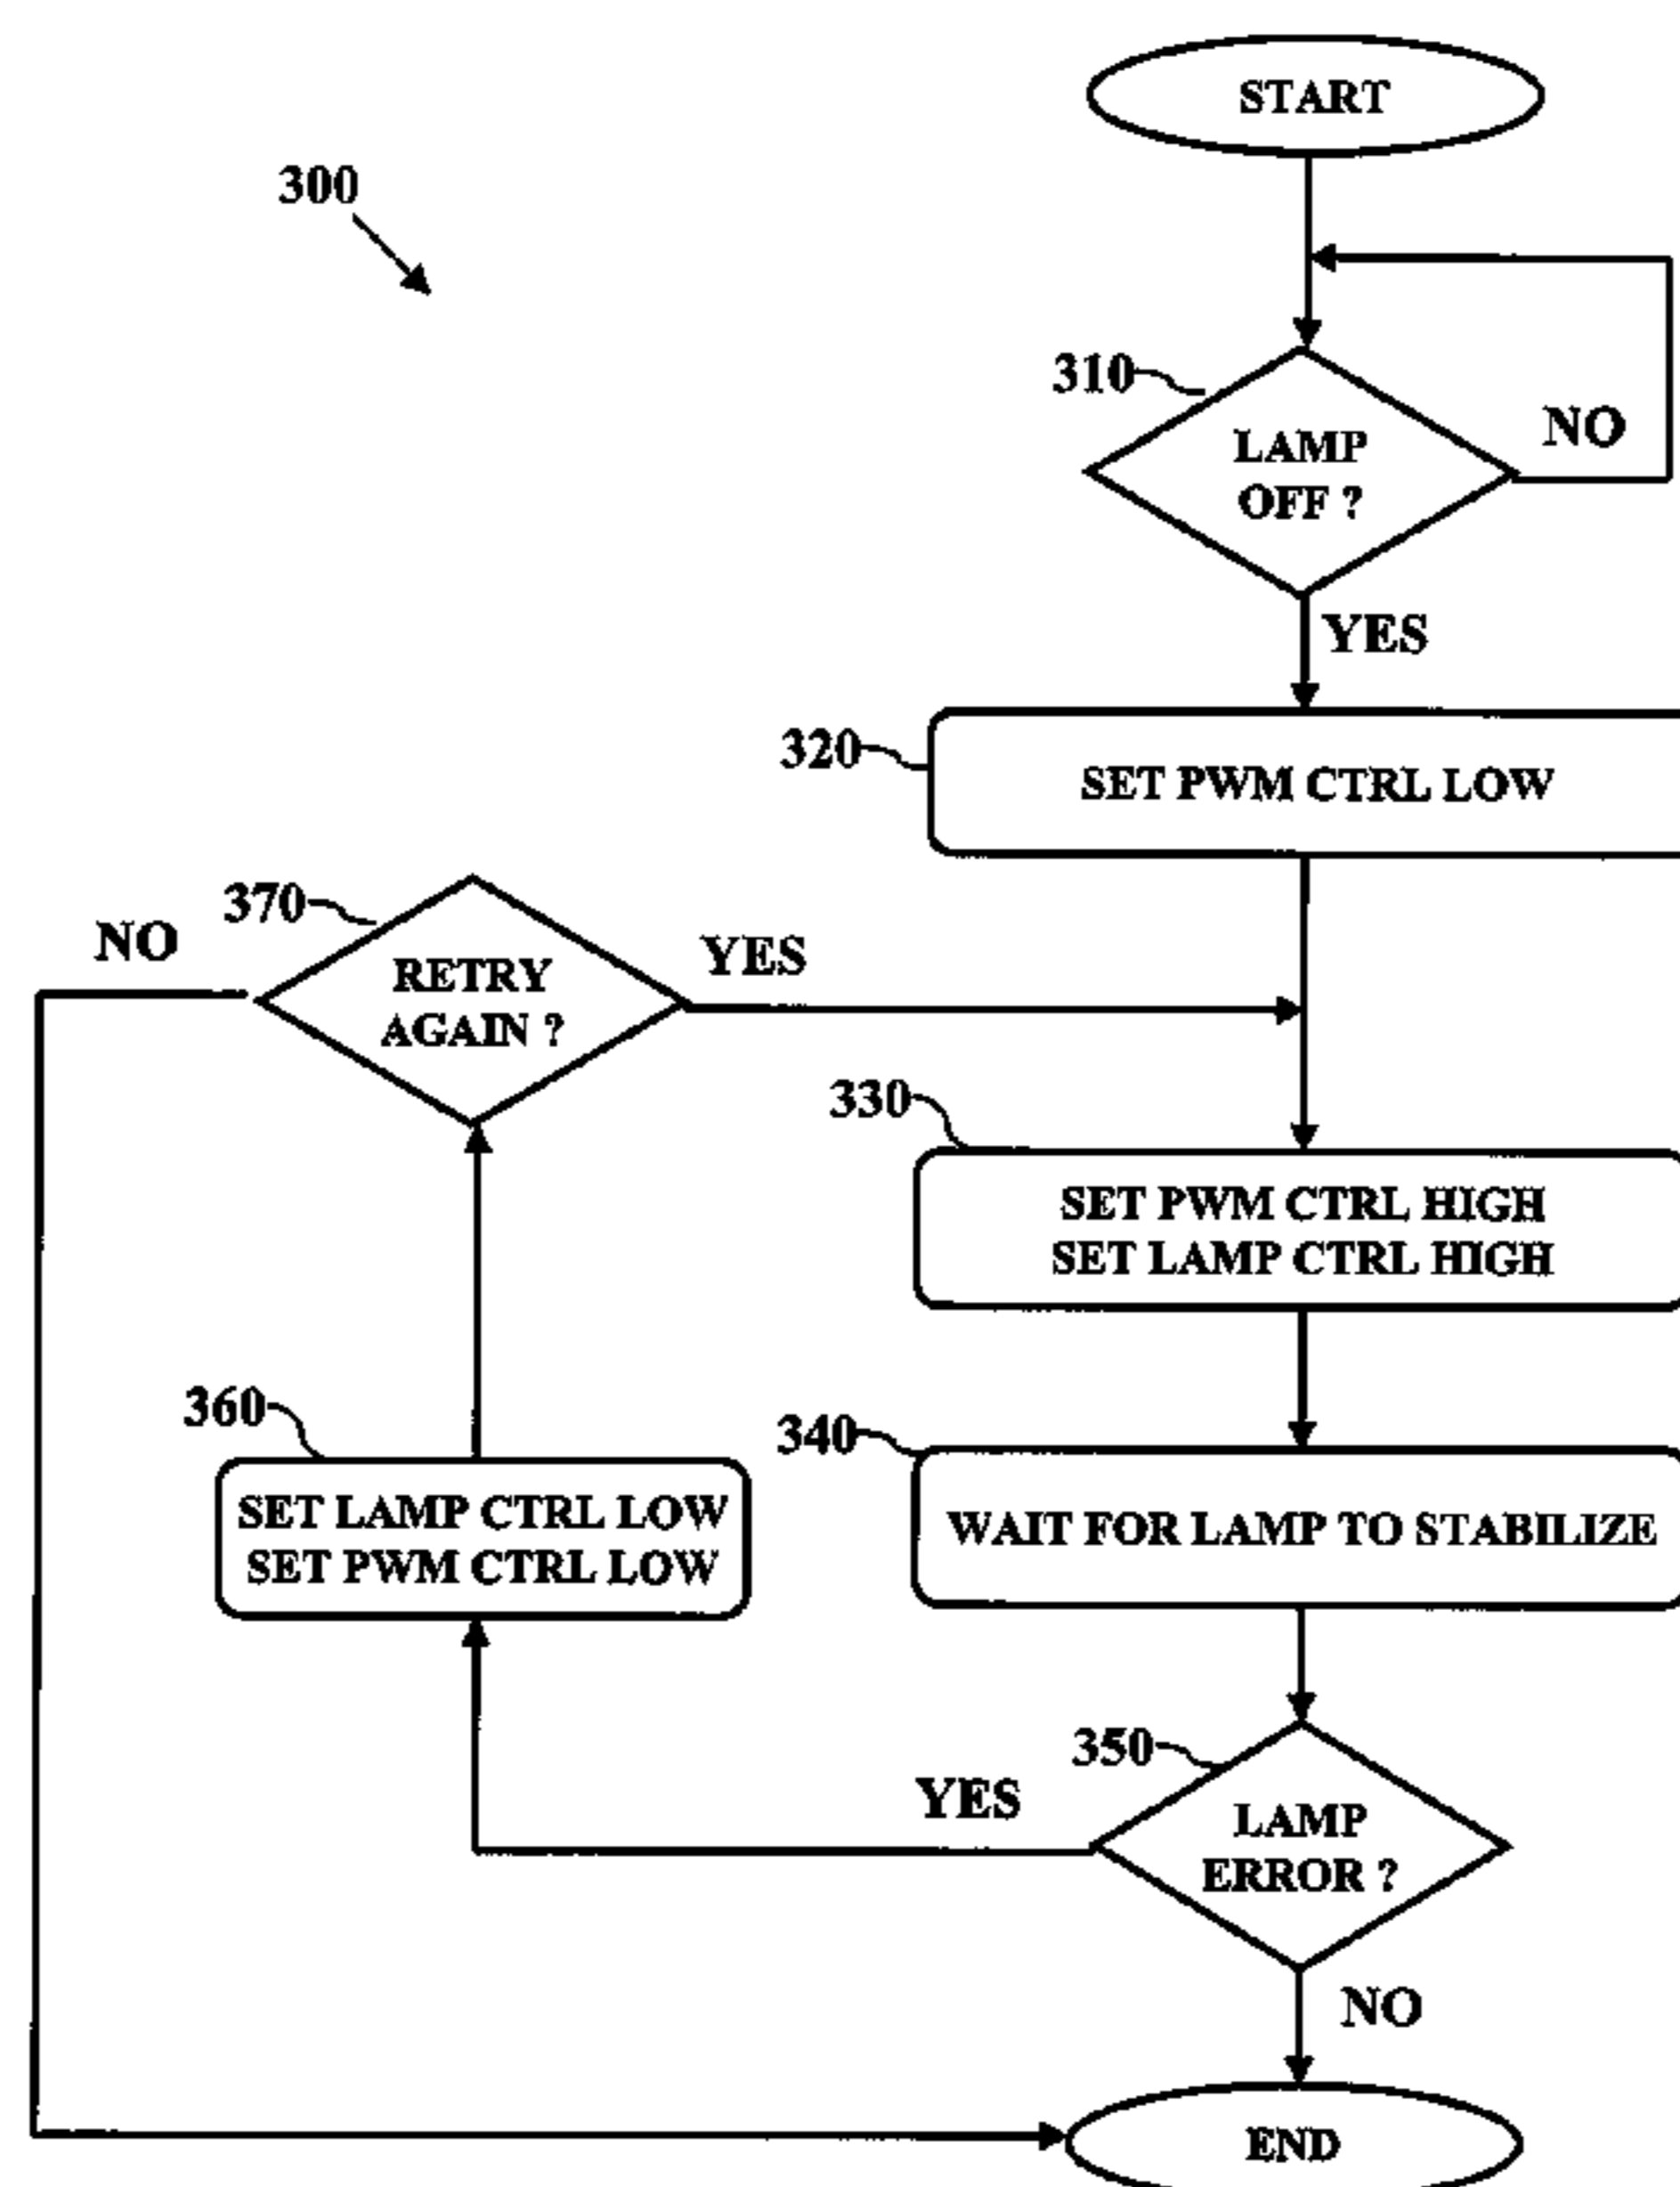 START
300
310
LAMP
OFF ?
NO
YES
320
SET PWM CTRL LOW
370
NO
RETRY
AGAIN ?
YES
330
SET PWM CTRL HIGH
SET LAMP CTRL HIGH
360
SET LAMP CTRL LOW
SET PWM CTRL LOW
340
WAIT FOR LAMP TO STABILIZE
350
YES
LAMP
ERROR ?
NO
END